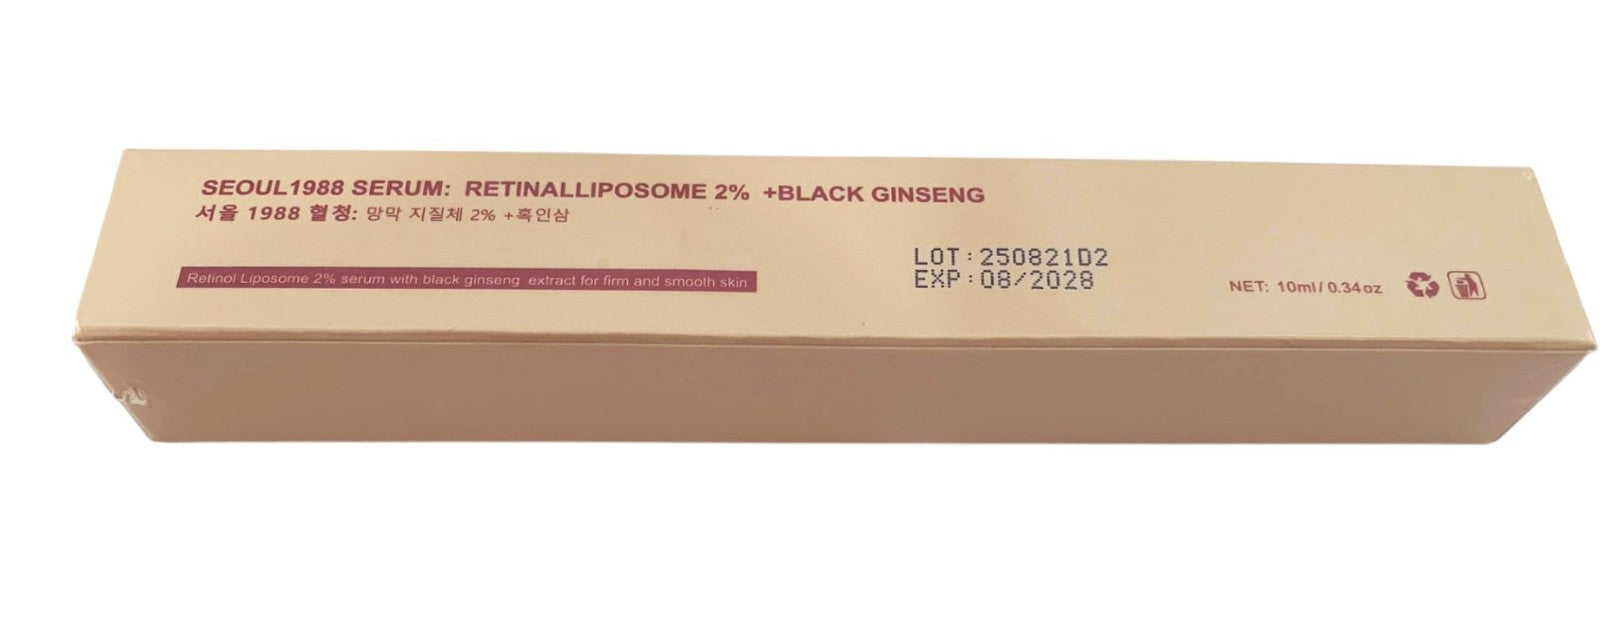 SEOUL1988 SERUM: RETINALLIPOSOME 2% +BLACK GINSENG
서울 1988 혈청: 망막 지질체 2% +흑인삼
Retinol Liposome 2% serum with black ginseng extract for firm and smooth skin
LOT:250821D2
EXP:08/2028
NET: 10ml/0.34oz